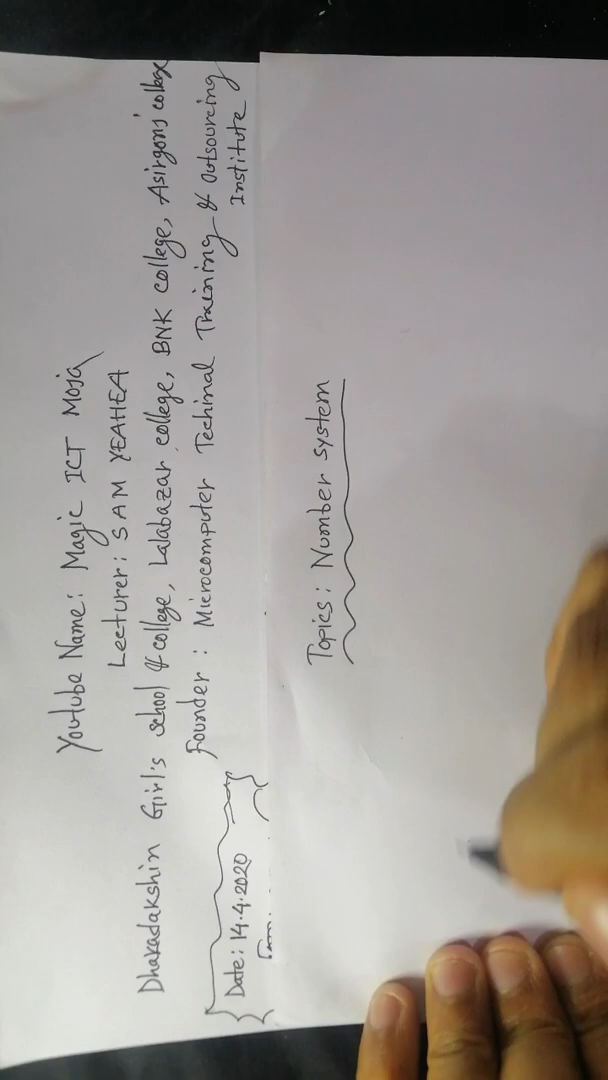 Youtube Name: Magic ICT Moja
Lecturer: SAM YEAHEA
Dhakadakshin Girl's school & college, Lalabazar college, BNK college, Asirgonj college
Founder: Microcomputer Techinal Training & Outsourcing
Institute
Date: 14.4.2020
Topics: Number system